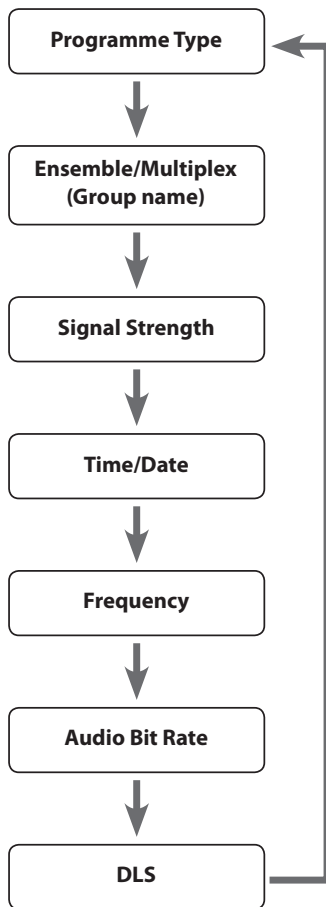 Programme Type
Ensemble/Multiplex
(Group name)
Signal Strength
Time/Date
Frequency
Audio Bit Rate
DLS